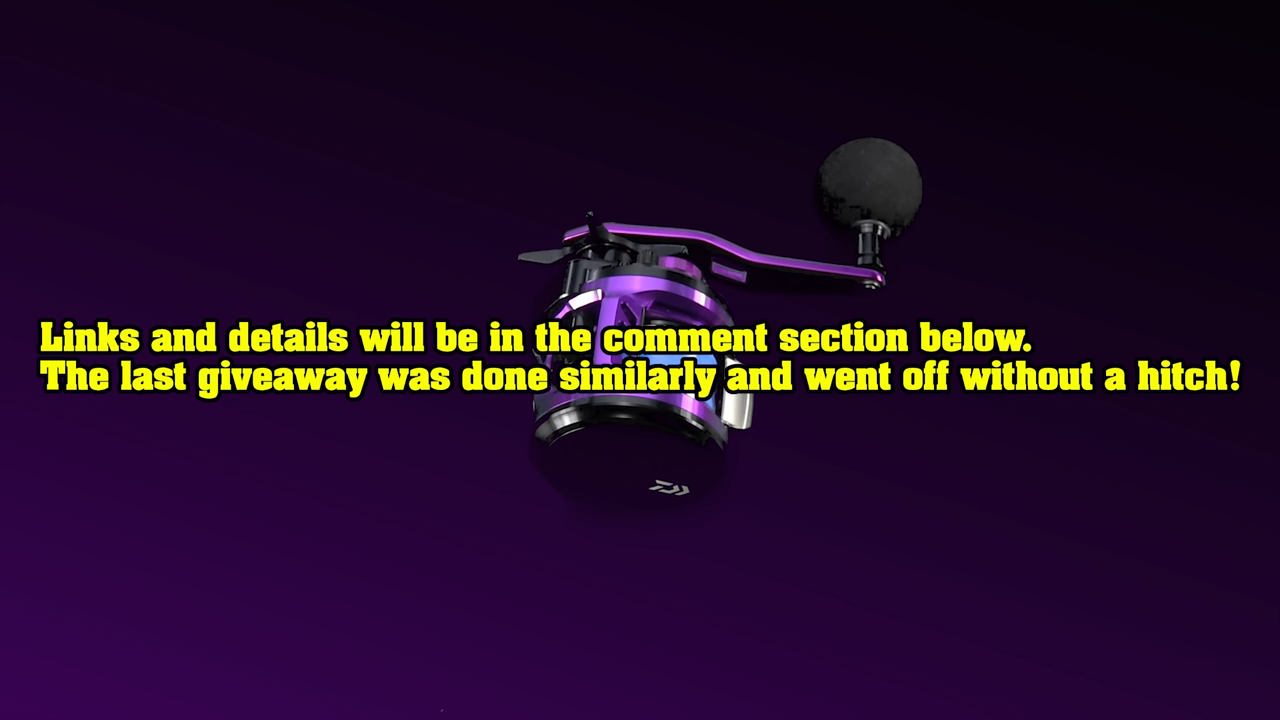 Links and details will be in the comment section below.
The last giveaway was done similarly and went off without a hitch!